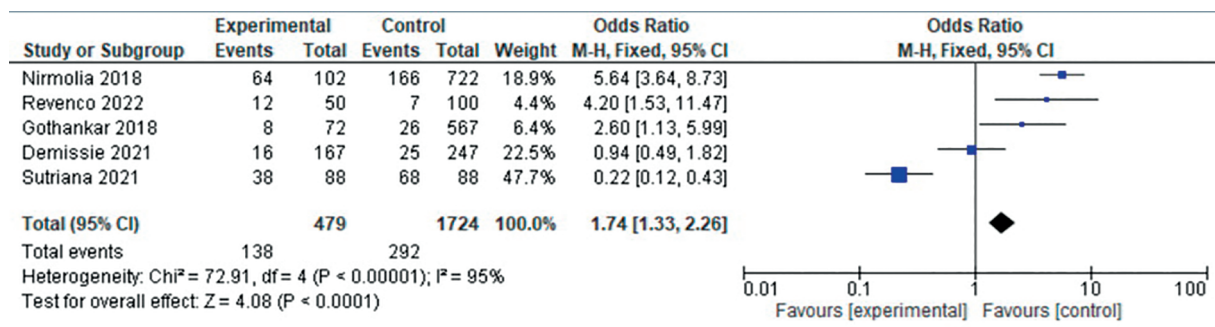 Experimental Control Odds Ratio Odds Ratio
Study or Subgroup Events Total Events Total Weight M-H, Fixed, 95% CI M-H, Fixed, 95% CI
Nirmolia 2018 64 102 166 722 18.9% 5.64 [3.64, 8.73]
Revenco 2022 12 50 7 100 4.4% 4.20 [1.53, 11.47]
Gothankar 2018 8 72 26 567 6.4% 2.60 [1.13, 5.99]
Demissie 2021 16 167 25 247 22.5% 0.94 [0.49, 1.82]
Sutriana 2021 38 88 68 88 47.7% 0.22 [0.12, 0.43]
Total (95% CI) 479 1724 100.0% 1.74 [1.33, 2.26]
Total events 138 292
Heterogeneity: Chi² = 72.91, df = 4 (P < 0.00001); I² = 95%
Test for overall effect: Z = 4.08 (P < 0.0001)
0.01 0.1 1 10 100
Favours [experimental] Favours [control]